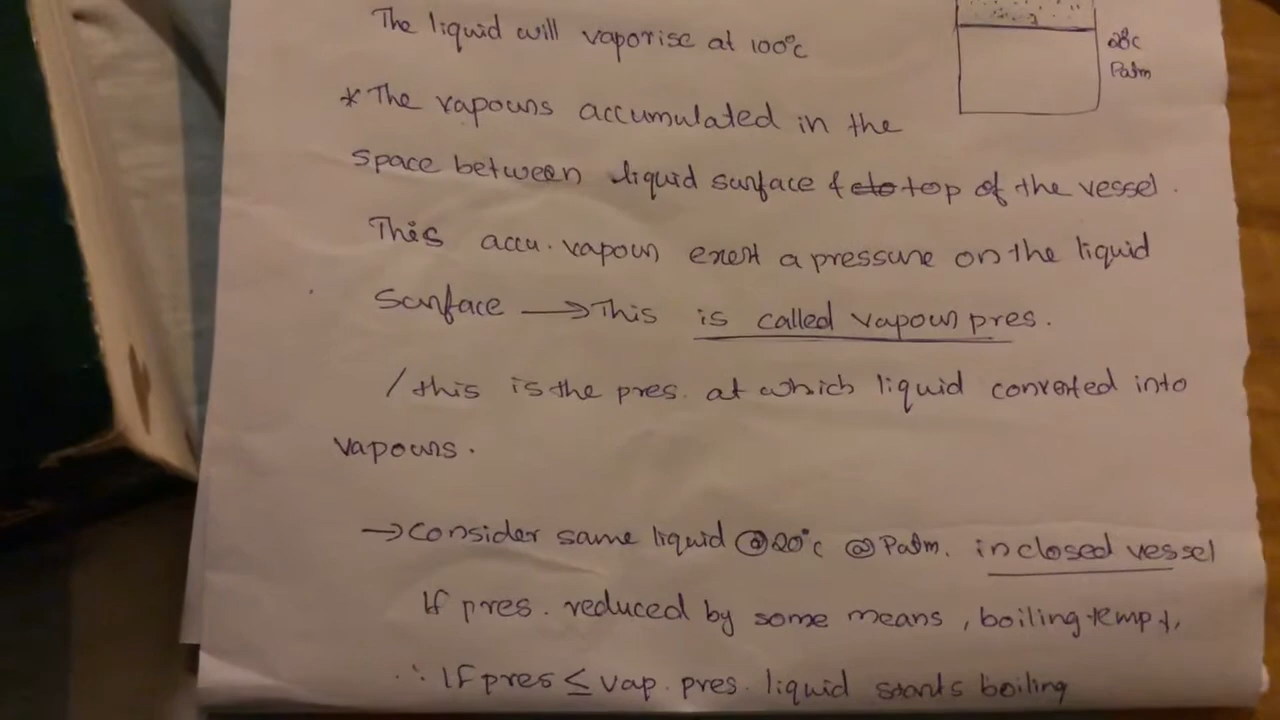 The liquid will vaporise at 100°c
20°c
Patm
* The vapours accumulated in the
space between liquid surface & to top of the vessel.
This accu. vapour exert a pressure on the liquid
Surface → This is called vapour pres.
/ this is the pres. at which liquid converted into
vapours.
→ Consider same liquid @ 20°c @ Patm. in closed vessel
If pres. reduced by some means, boiling temp ↓,
∴ If pres ≤ vap. pres. liquid starts boiling